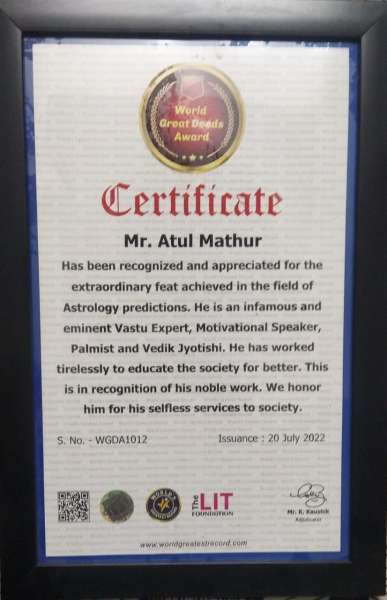 World
Great Deeds
Award
Certificate
Mr. Atul Mathur
Has been recognized and appreciated for the
extraordinary feat achieved in the field of
Astrology predictions. He is an infamous and
eminent Vastu Expert, Motivational Speaker,
Palmist and Vedik Jyotishi. He has worked
tirelessly to educate the society for better. This
is in recognition of his noble work. We honor
him for his selfless services to society.
S. No. - WGDA1012 Issuance : 20 July 2022
The LIT
FOUNDATION
Mr. K. Kaushik
Adjudicator
www.worldgreatestrecord.com